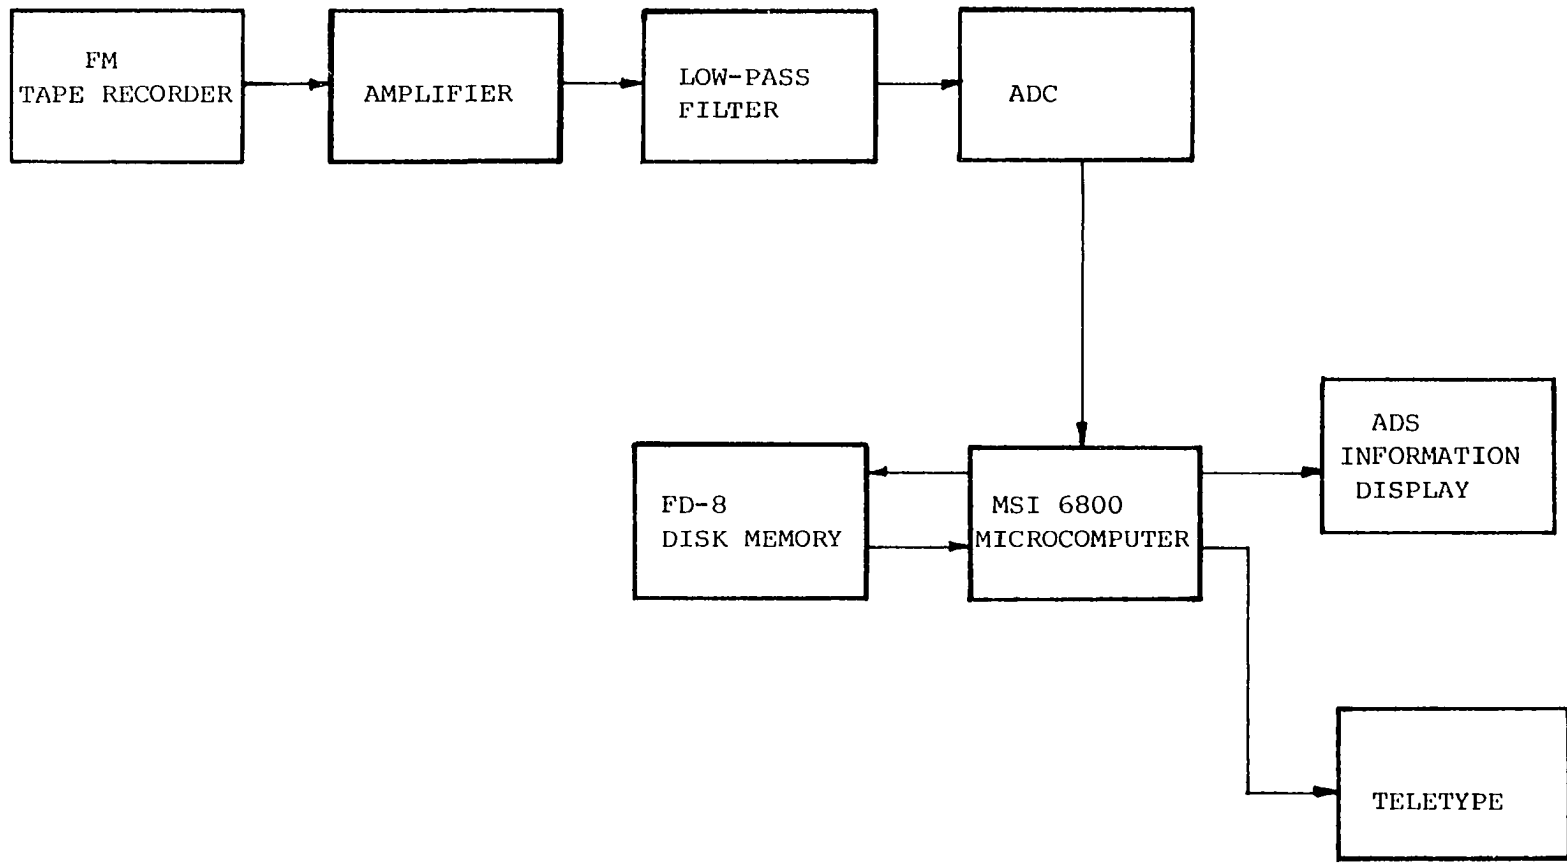 FM
TAPE RECORDER
AMPLIFIER
LOW-PASS
FILTER
ADC
FD-8
DISK MEMORY
MSI 6800
MICROCOMPUTER
ADS
INFORMATION
DISPLAY
TELETYPE